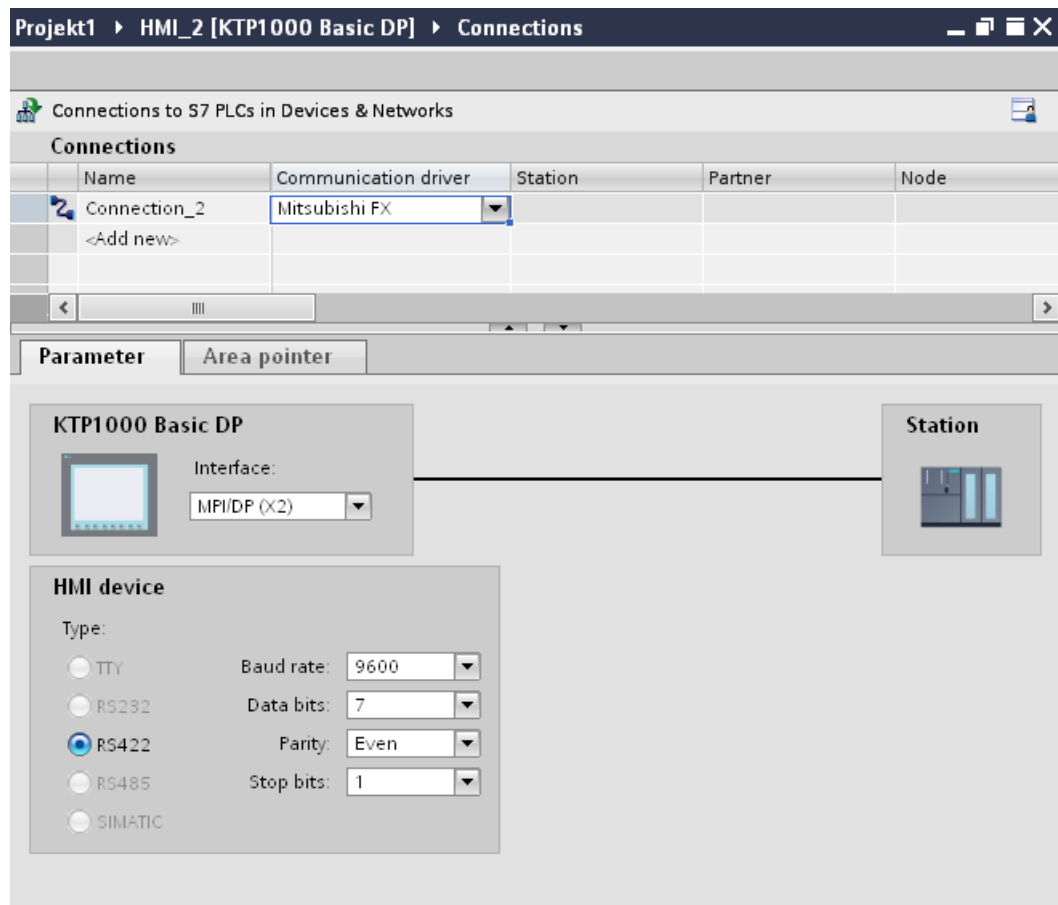 Projekt1 ▸ HMI_2 [KTP1000 Basic DP] ▸ Connections
Connections to S7 PLCs in Devices & Networks
Connections
Name Communication driver Station Partner Node
Connection_2 Mitsubishi FX
<Add new>
Parameter Area pointer
KTP1000 Basic DP
Station
Interface:
MPI/DP (X2)
HMI device
Type:
TTY Baud rate: 9600
RS232 Data bits: 7
RS422 Parity: Even
RS485 Stop bits: 1
SIMATIC